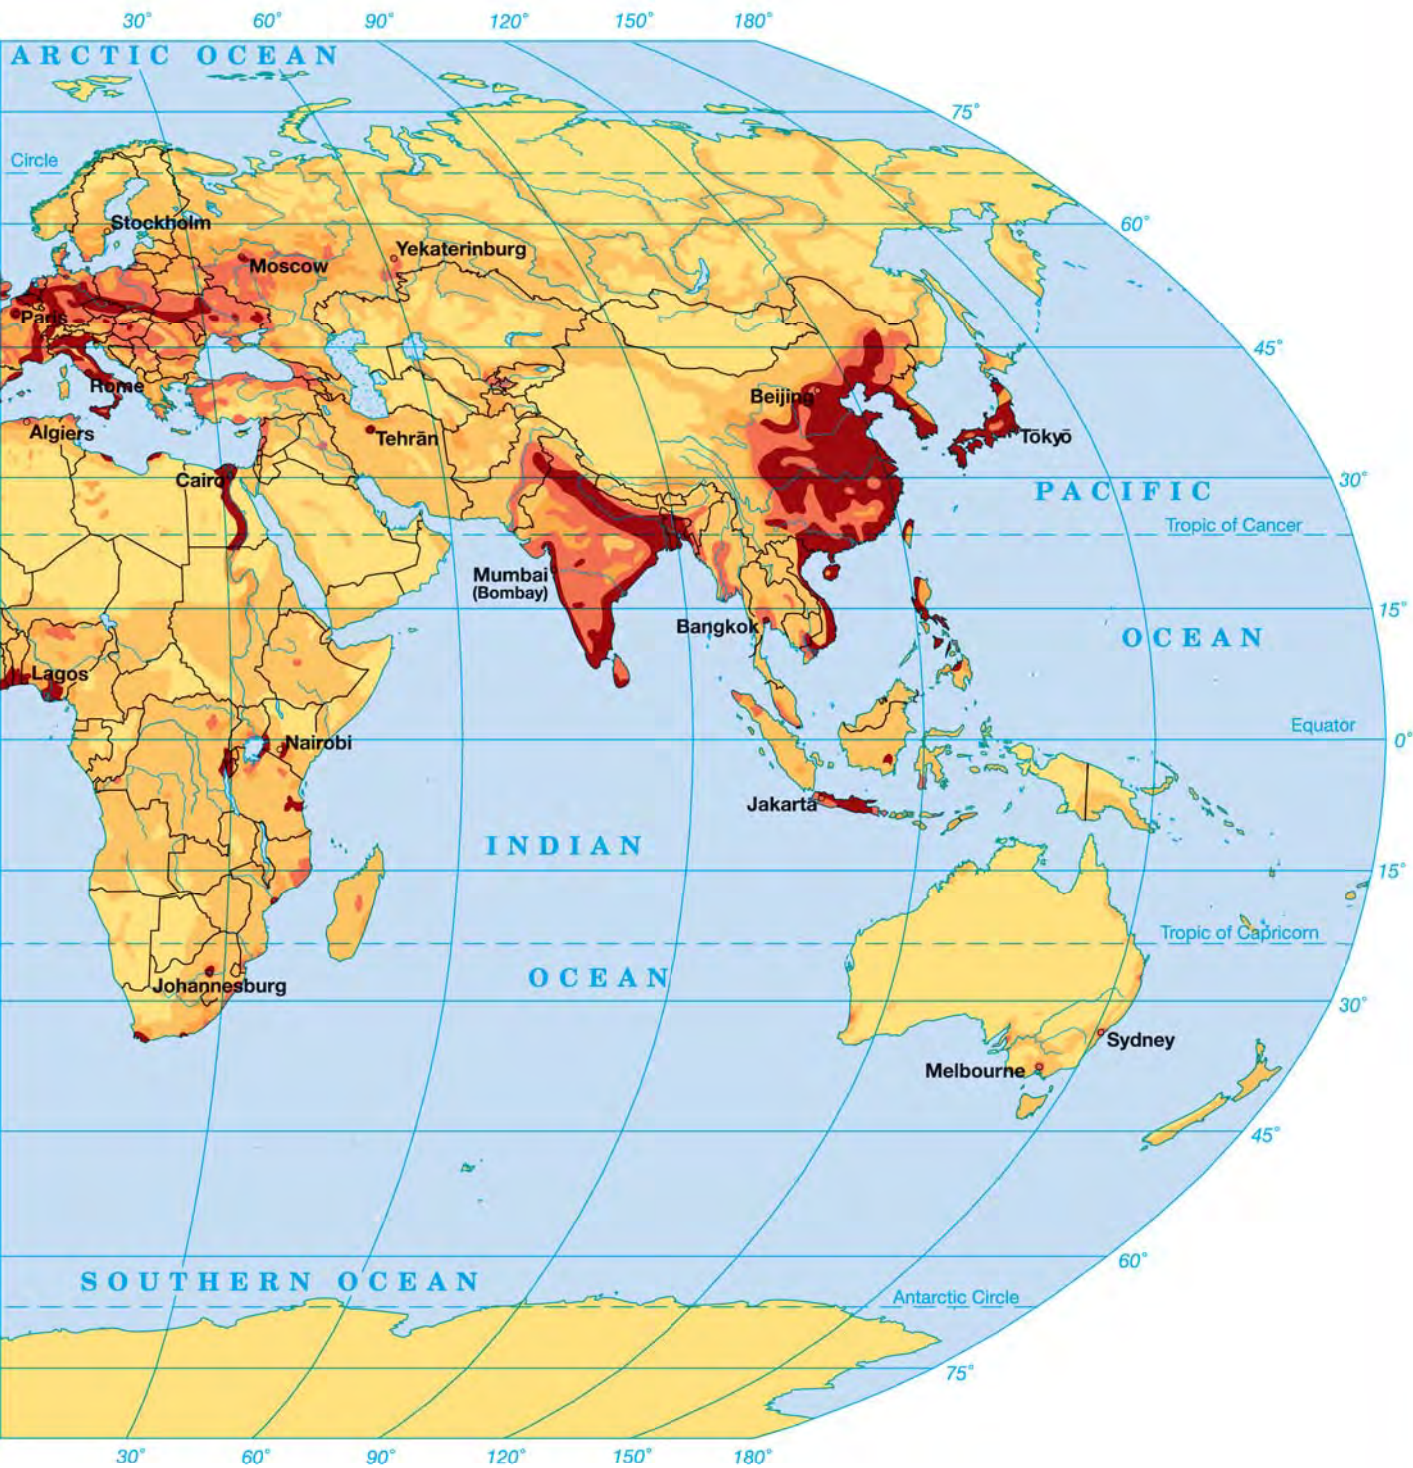 30° 60° 90° 120° 150° 180°
ARCTIC OCEAN
75°
Circle
60°
Stockholm
Yekaterinburg
Moscow
Paris
45°
Rome
Beijing
Algiers
Tehrān
Tōkyō
Cairo
30°
PACIFIC
Tropic of Cancer
Mumbai
(Bombay)
15°
Bangkok
OCEAN
Lagos
Equator
0°
Nairobi
Jakarta
INDIAN
15°
Tropic of Capricorn
OCEAN
Johannesburg
30°
Sydney
Melbourne
45°
60°
SOUTHERN OCEAN
Antarctic Circle
75°
30° 60° 90° 120° 150° 180°